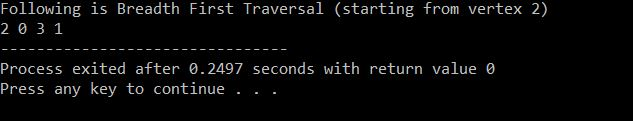 Following is Breadth First Traversal (starting from vertex 2)
2 0 3 1
--------------------------------
Process exited after 0.2497 seconds with return value 0
Press any key to continue . . .